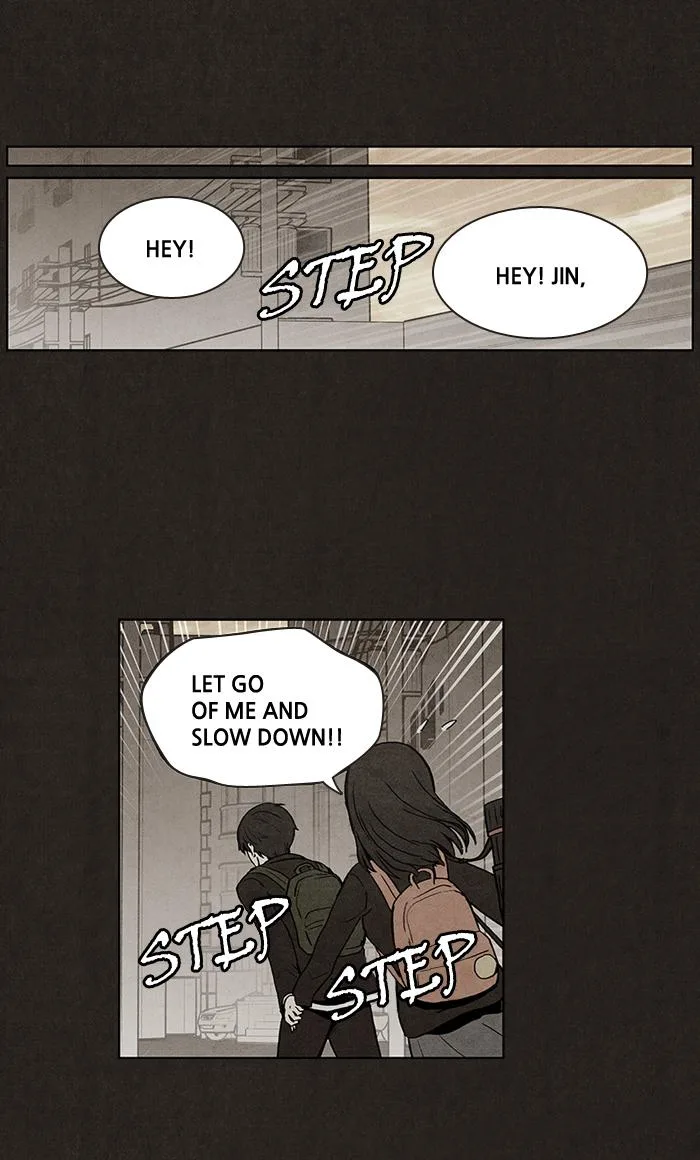 HEY!
STEP
HEY! JIN,
LET GO
OF ME AND
SLOW DOWN!!
STEP
STEP